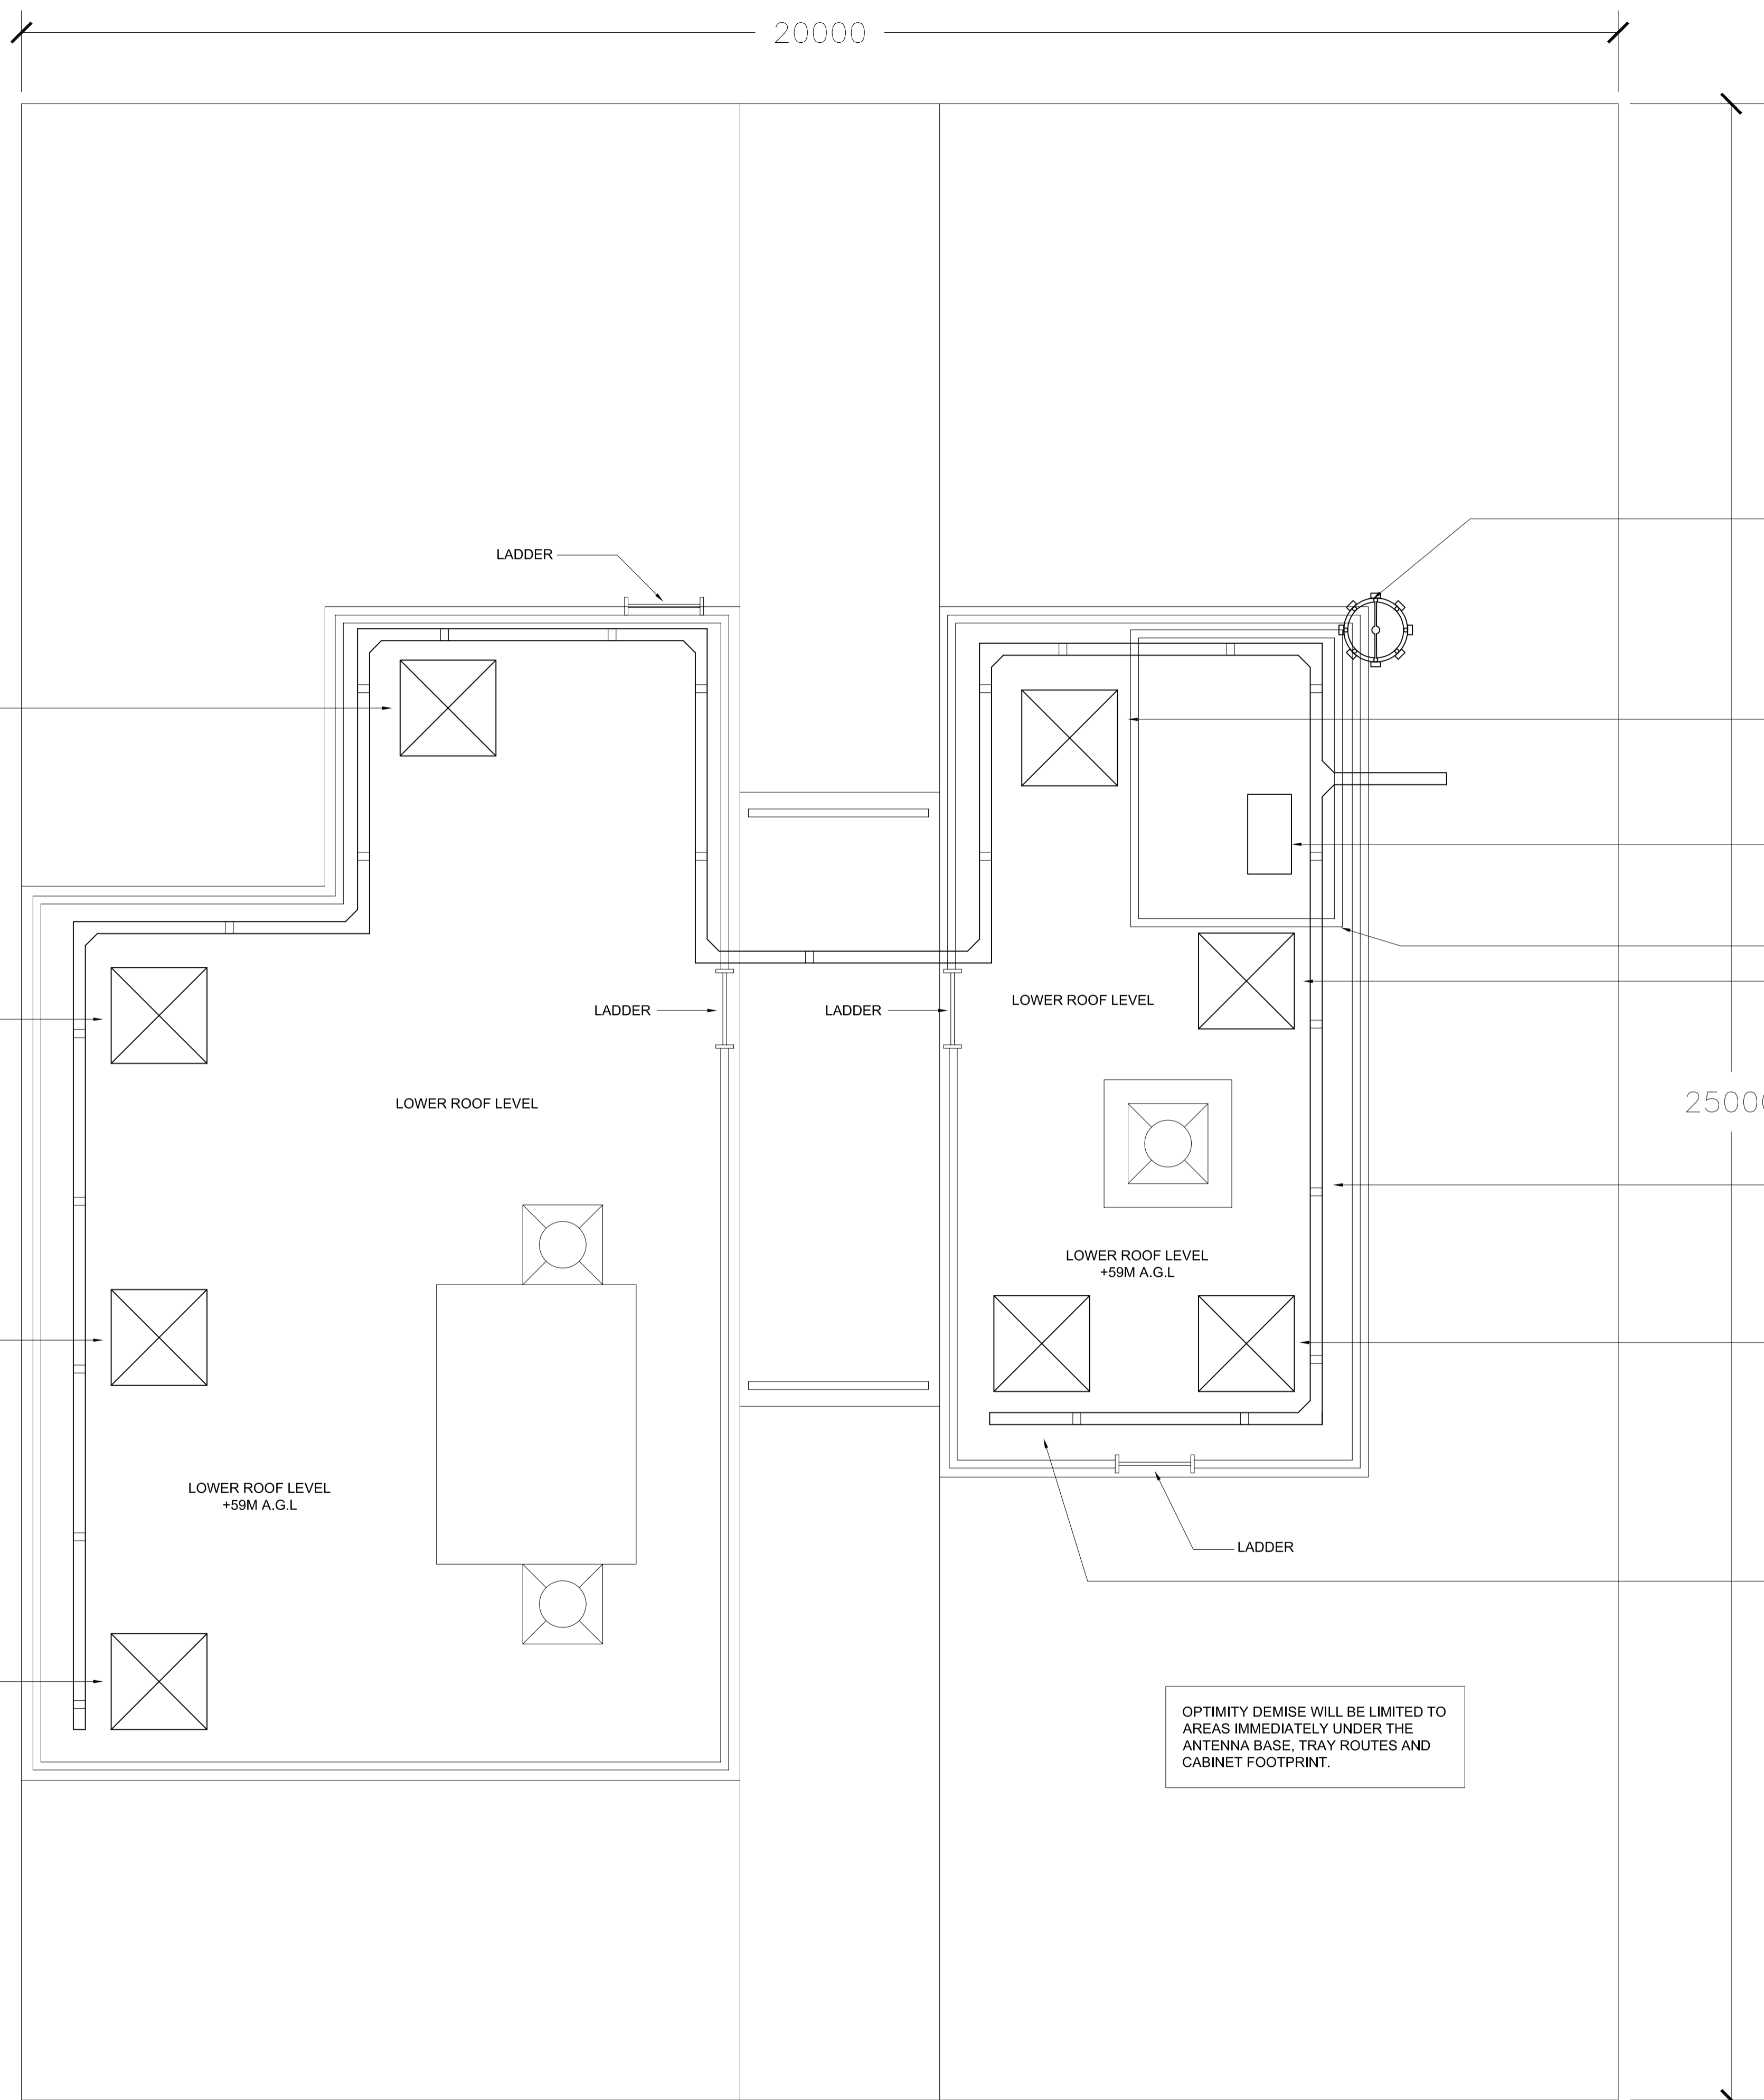 20000
LADDER
LADDER
LADDER
LOWER ROOF LEVEL
LOWER ROOF LEVEL
25000
LOWER ROOF LEVEL
+59M A.G.L
LOWER ROOF LEVEL
+59M A.G.L
LADDER
OPTIMITY DEMISE WILL BE LIMITED TO
AREAS IMMEDIATELY UNDER THE
ANTENNA BASE, TRAY ROUTES AND
CABINET FOOTPRINT.